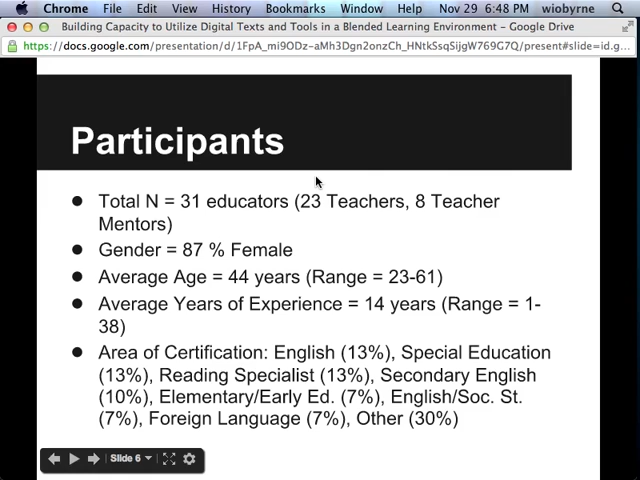 Chrome File Edit View History Bookmarks Window Help Nov 29 6:48 PM wiobyrne
Building Capacity to Utilize Digital Texts and Tools in a Blended Learning Environment – Google Drive
https://docs.google.com/presentation/d/1FpA_mi9ODz-aMh3Dgn2onzCh_HNtkSsqSijgW769G7Q/present#slide=id.g...
Participants
● Total N = 31 educators (23 Teachers, 8 Teacher
Mentors)
● Gender = 87 % Female
● Average Age = 44 years (Range = 23-61)
● Average Years of Experience = 14 years (Range = 1-
38)
● Area of Certification: English (13%), Special Education
(13%), Reading Specialist (13%), Secondary English
(10%), Elementary/Early Ed. (7%), English/Soc. St.
(7%), Foreign Language (7%), Other (30%)
Slide 6